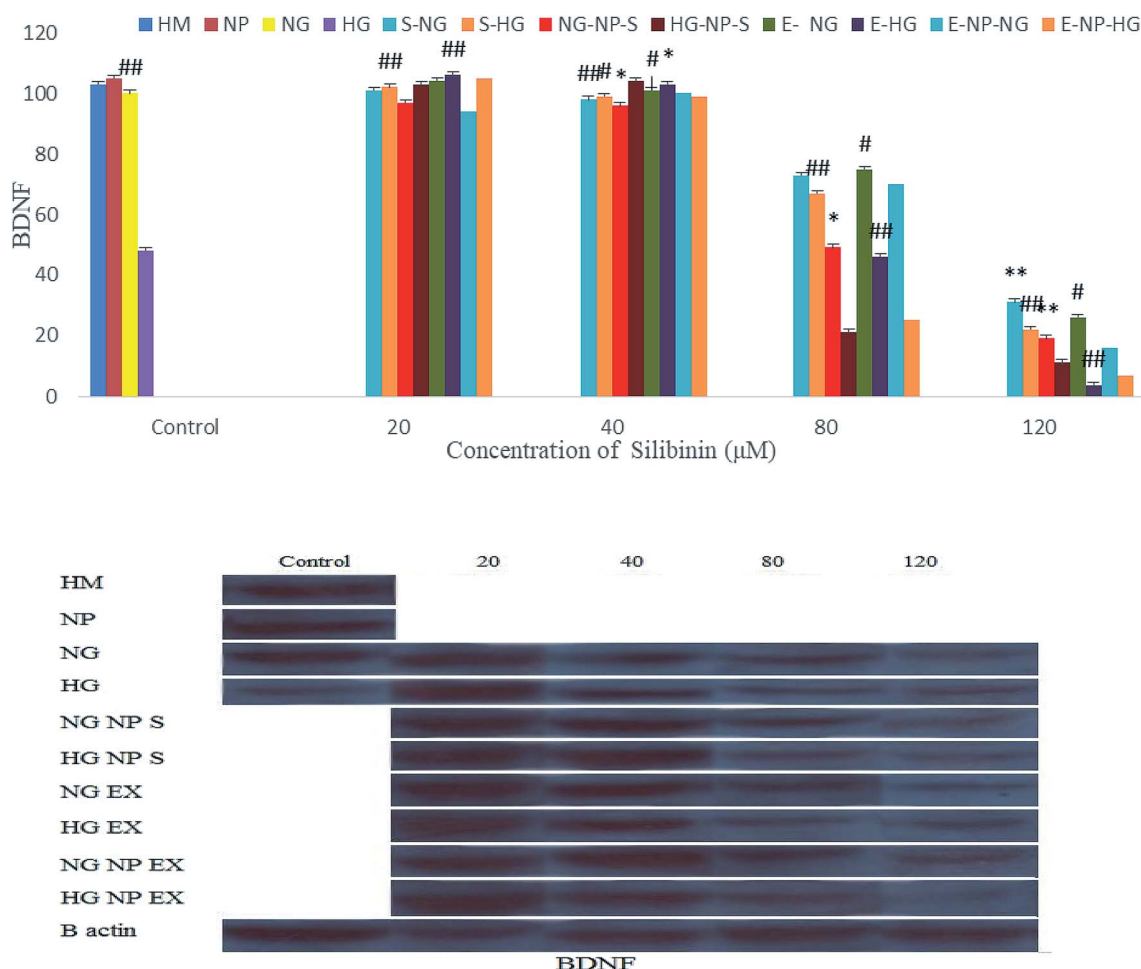 HM NP NG HG S-NG S-HG NG-NP-S HG-NP-S E- NG E-HG E-NP-NG E-NP-HG
120
100
80
60
40
20
0
BDNF
##
##
##
##
#
*
#
*
##
*
#
##
**
##
**
#
##
Control 20 40 80 120
Concentration of Silibinin (µM)
Control 20 40 80 120
HM
NP
NG
HG
NG NP S
HG NP S
NG EX
HG EX
NG NP EX
HG NP EX
B actin
BDNF